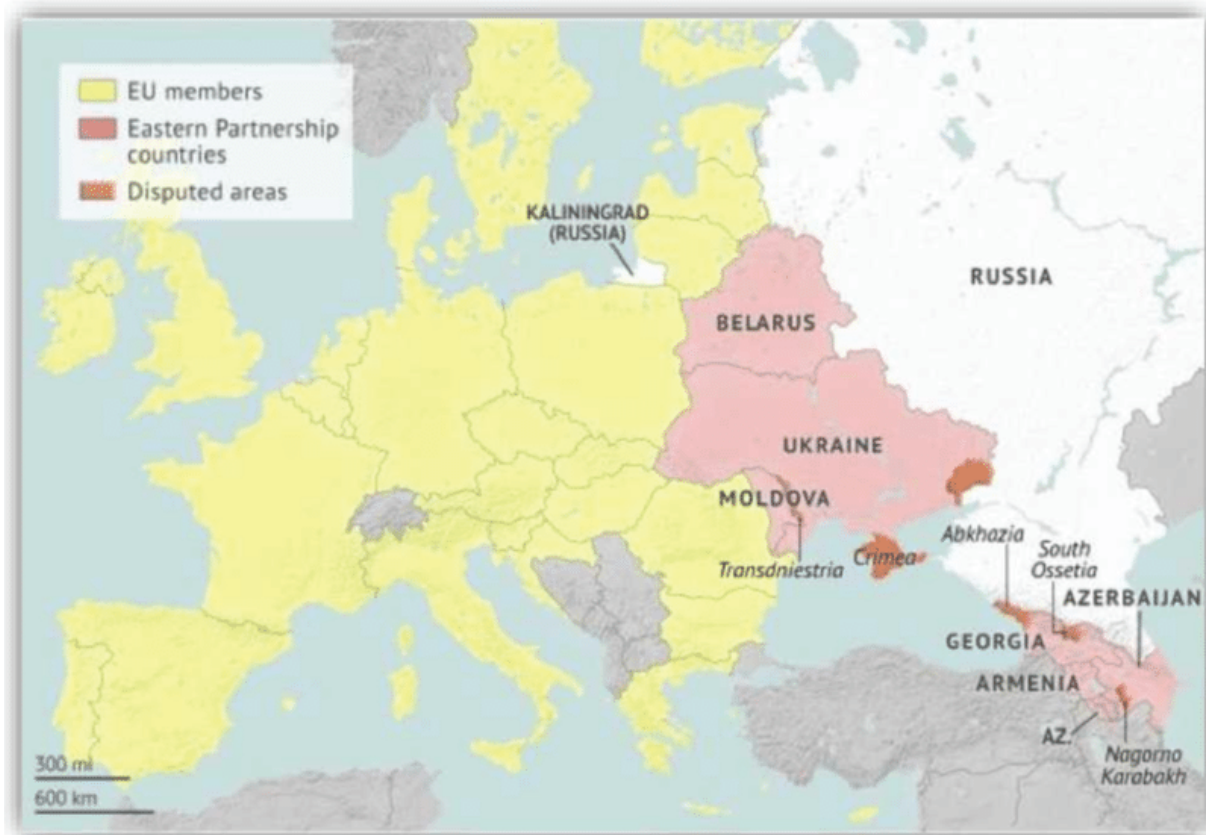 EU members
Eastern Partnership
countries
Disputed areas
KALININGRAD
(RUSSIA)
RUSSIA
BELARUS
UKRAINE
MOLDOVA
Transdniestria
Crimea
Abkhazia
South
Ossetia
AZERBAIJAN
GEORGIA
ARMENIA
AZ.
Nagorno
Karabakh
300 mi
600 km